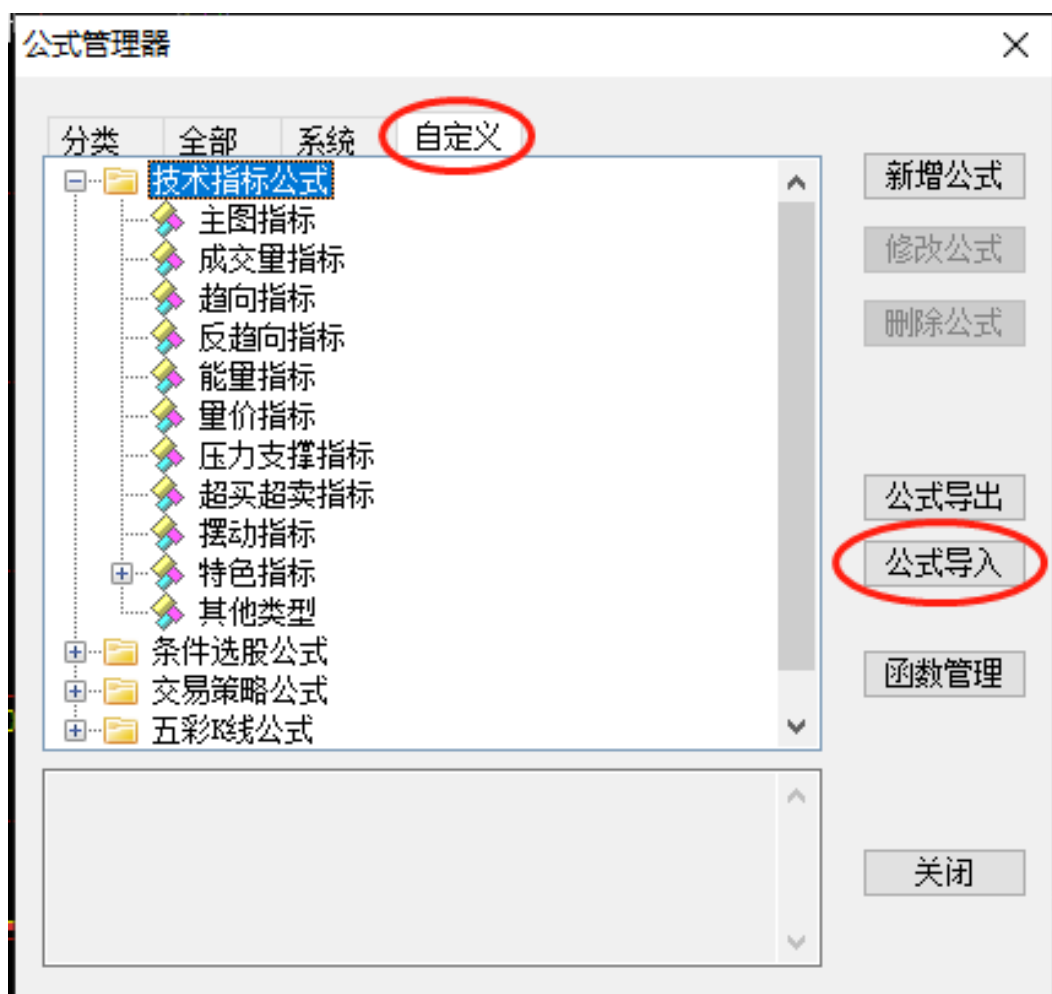 公式管理器
分类 全部 系统 自定义
技术指标公式
主图指标
成交量指标
趋向指标
反趋向指标
能量指标
量价指标
压力支撑指标
超买超卖指标
摆动指标
特色指标
其他类型
条件选股公式
交易策略公式
五彩K线公式
新增公式
修改公式
删除公式
公式导出
公式导入
函数管理
关闭